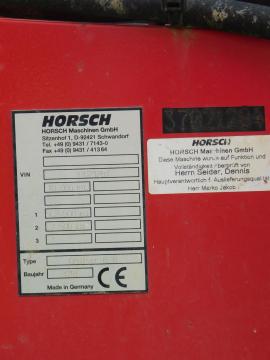 HORSCH
HORSCH Maschinen GmbH
Sitzenhof 1, D-92421 Schwandorf
Tel. +49 (0) 9431 / 7143-0
Fax +49 (0) 9431 / 41364
VIN
1
2
3
Type
Baujahr
CE
Made in Germany
HORSCH
HORSCH Maschinen GmbH
Diese Maschine wurde auf Funktion und
Vollständigkeit überprüft von
Herrn Seider, Dennis
Hauptverantwortlich f. Auslieferungsqualität
Herr Marko Jakob